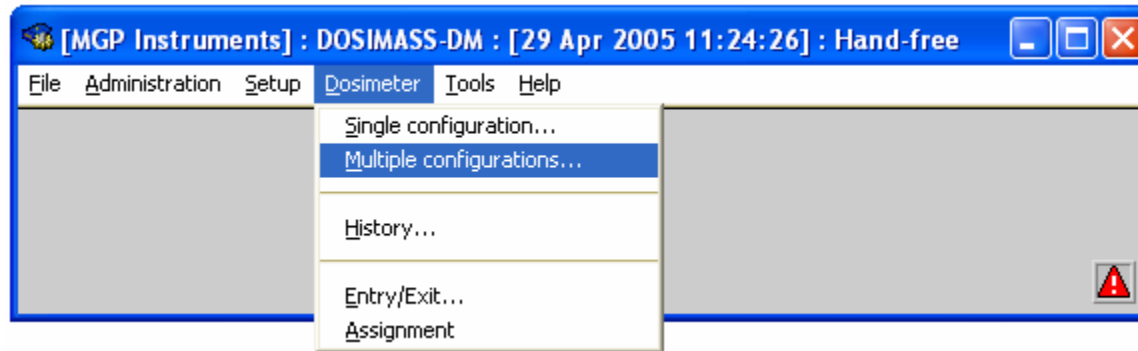 [MGP Instruments] : DOSIMASS-DM : [29 Apr 2005 11:24:26] : Hand-free
File Administration Setup Dosimeter Tools Help
Single configuration...
Multiple configurations...
History...
Entry/Exit...
Assignment